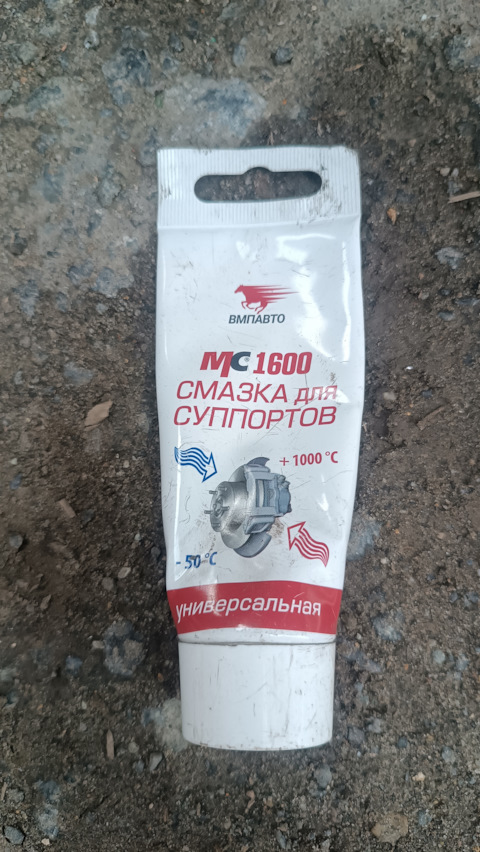 ВМПАВТО
МС 1600
СМАЗКА для
СУППОРТОВ
+ 1000 °С
- 50 °С
универсальная